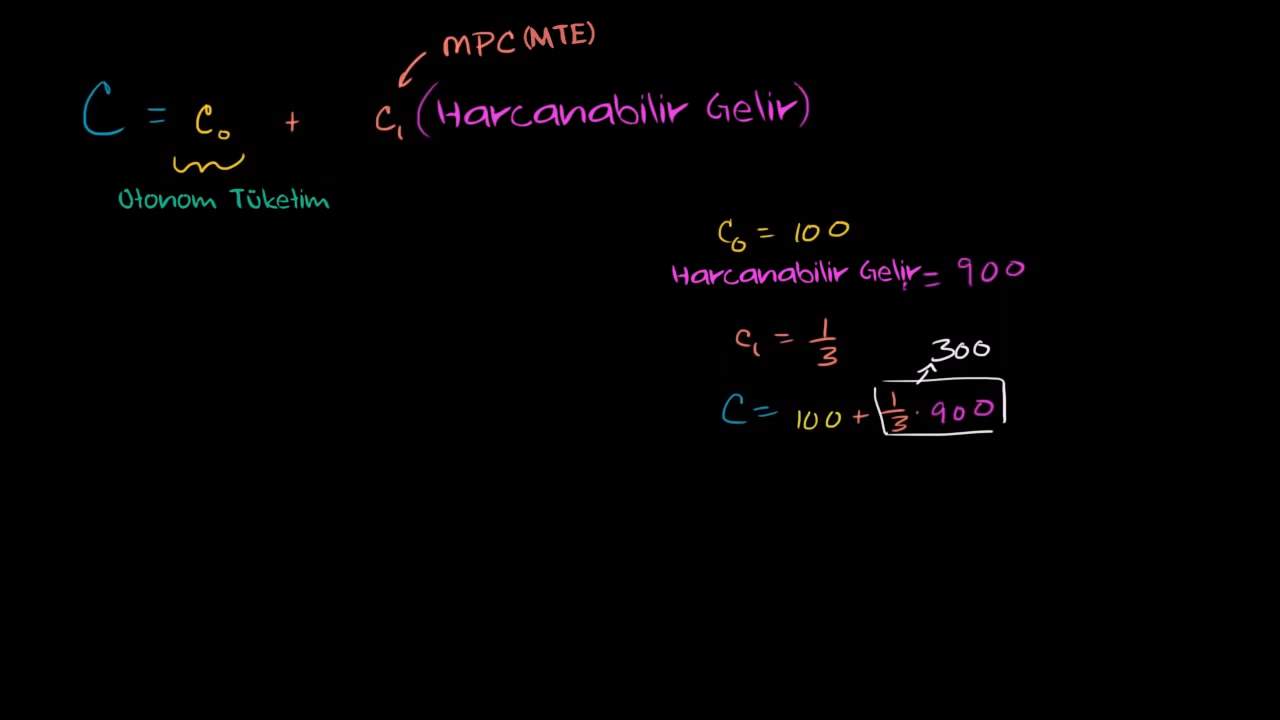 MPC (MTE)
C = c₀ + c₁ (Harcanabilir Gelir)
Otonom Tüketim
c₀ = 100
Harcanabilir Gelir = 900
c₁ = 1/3
300
C = 100 + 1/3 · 900